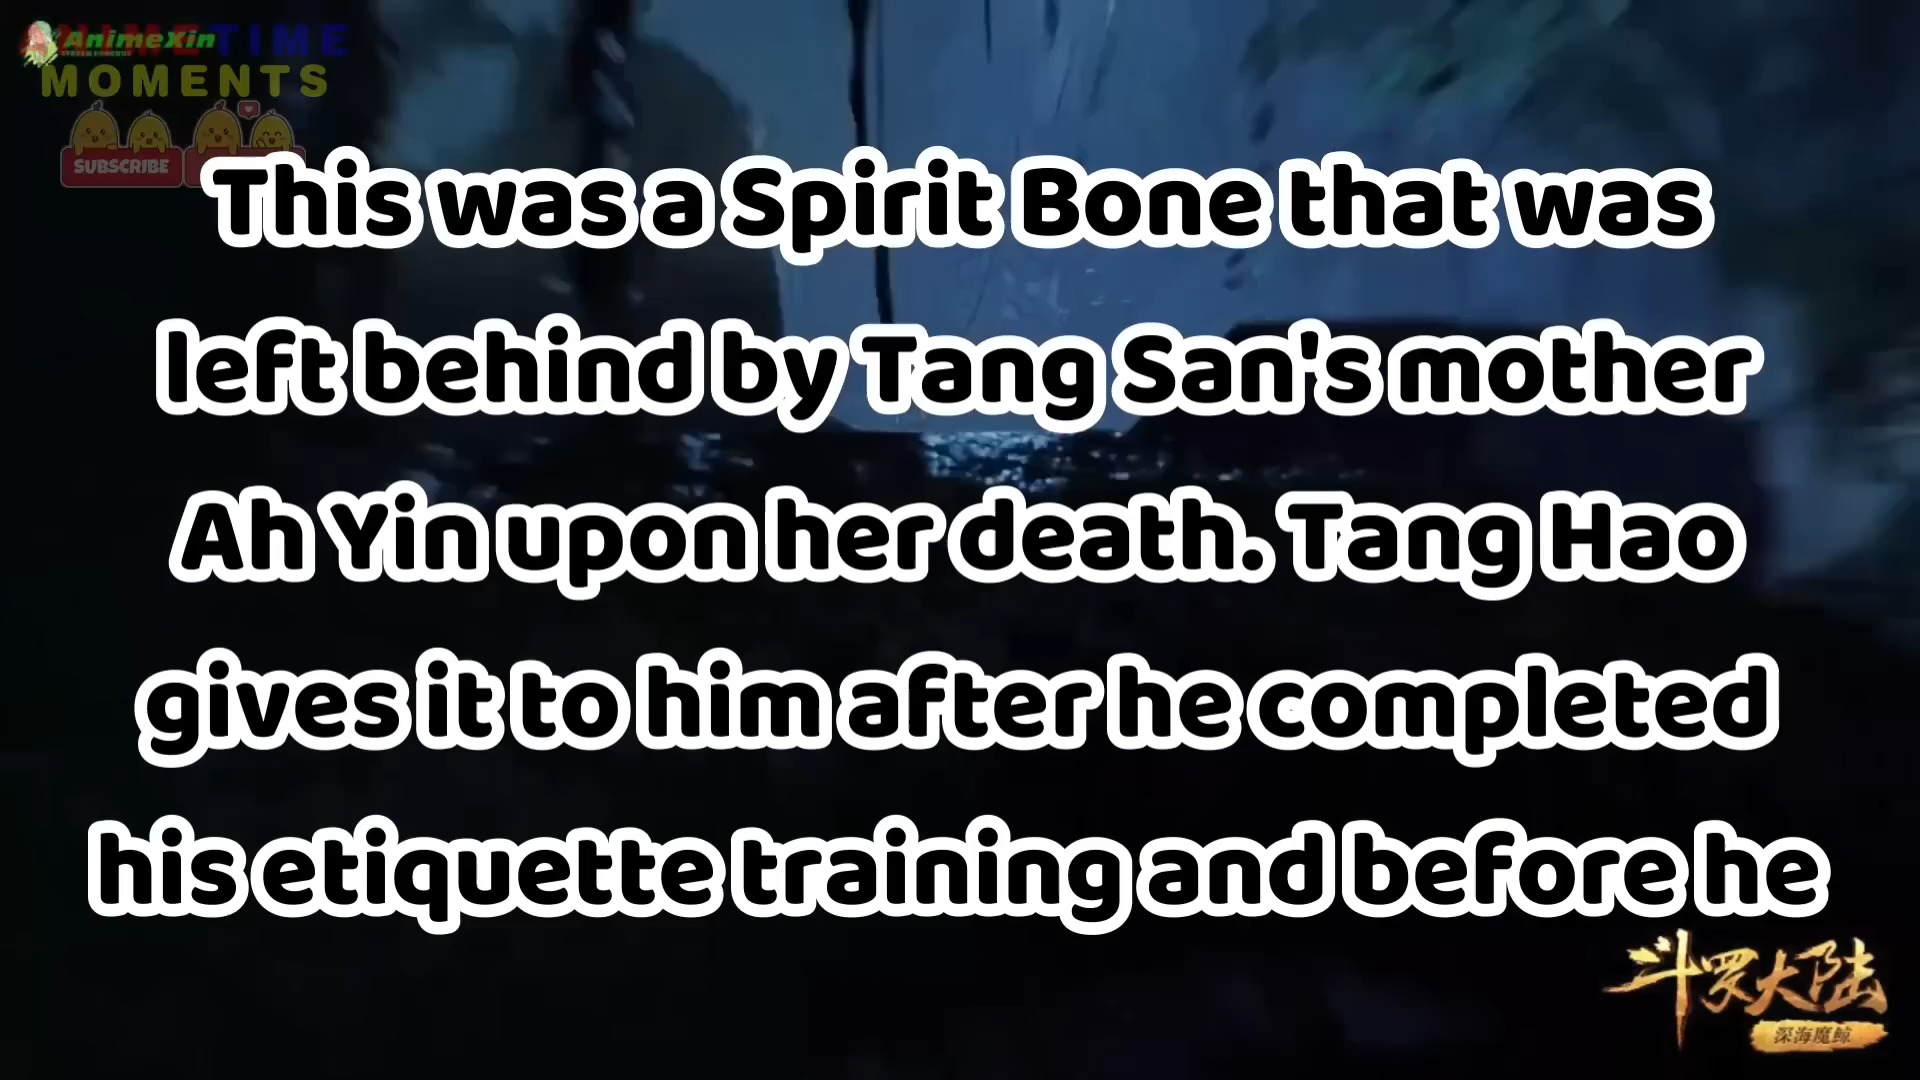 AnimeXin
ANIMETIME
MOMENTS
SUBSCRIBE
This was a Spirit Bone that was
left behind by Tang San's mother
Ah Yin upon her death. Tang Hao
gives it to him after he completed
his etiquette training and before he
斗罗大陆
深海魔鲸